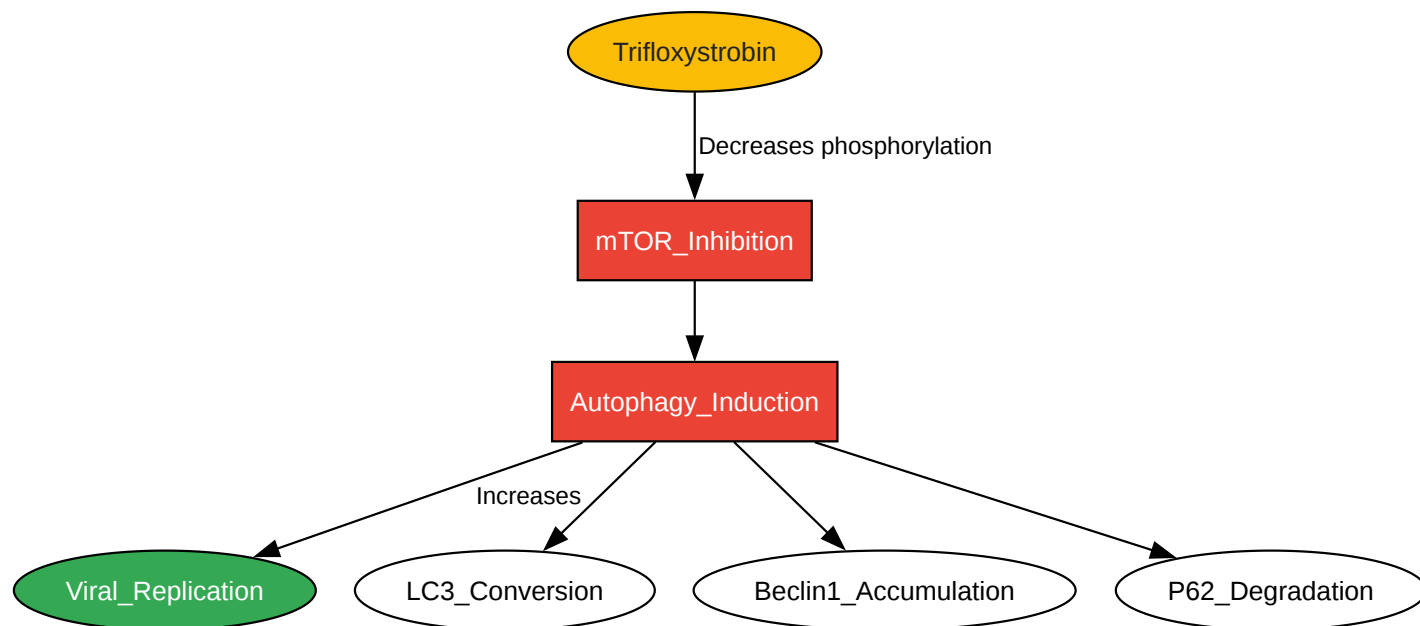 Trifloxystrobin
Decreases phosphorylation
mTOR_Inhibition
Autophagy_Induction
Increases
Viral_Replication
LC3_Conversion
Beclin1_Accumulation
P62_Degradation